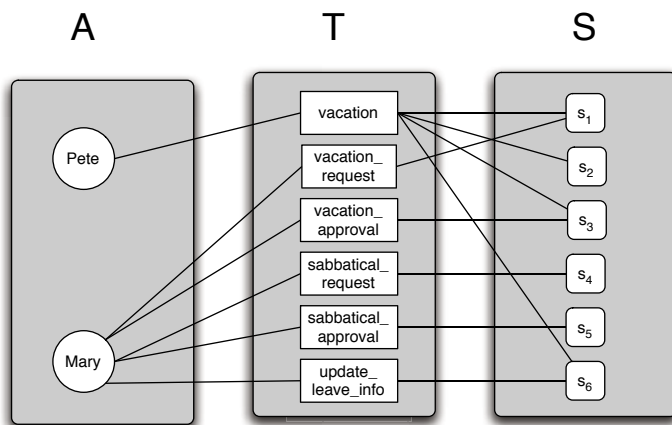 A
T
S
Pete
Mary
vacation
vacation_
request
vacation_
approval
sabbatical_
request
sabbatical_
approval
update_
leave_info
s1
s2
s3
s4
s5
s6